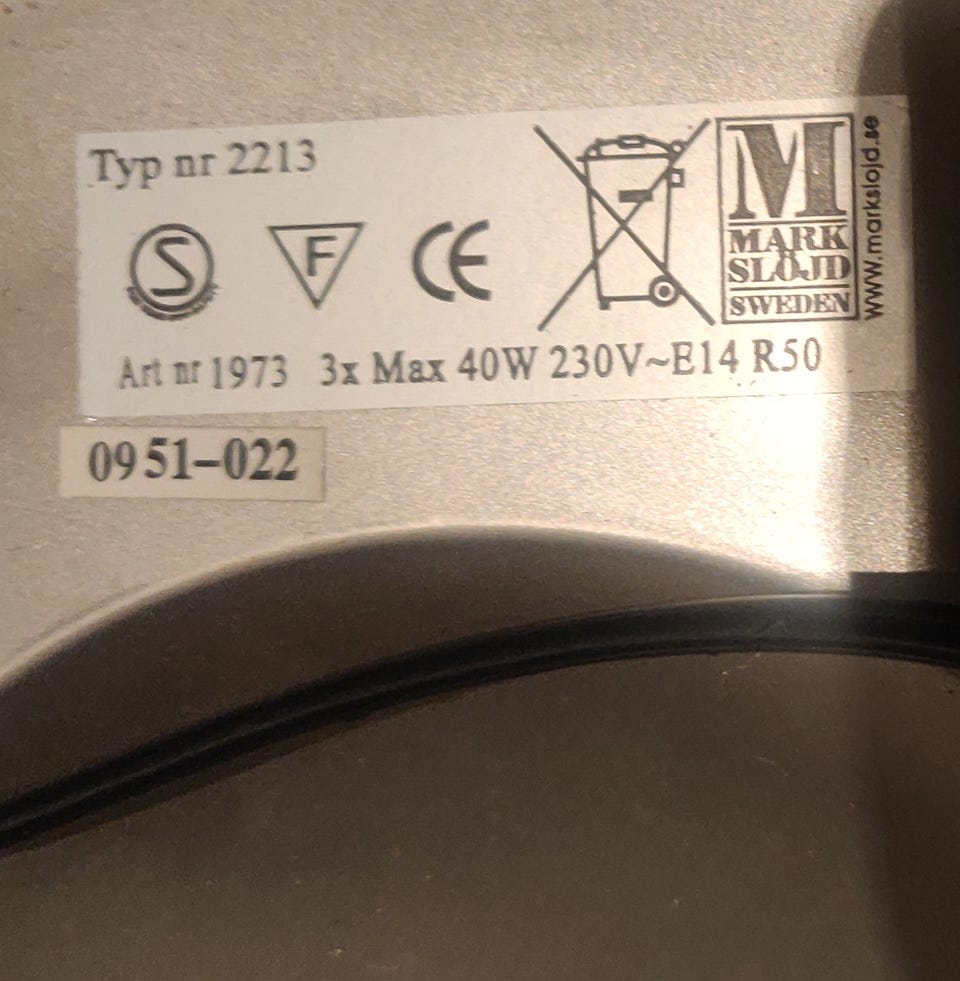 Typ nr 2213
S F CE
M
MARK
SLÖJD
SWEDEN
www.markslojd.se
Art nr 1973 3x Max 40W 230V~E14 R50
0951-022